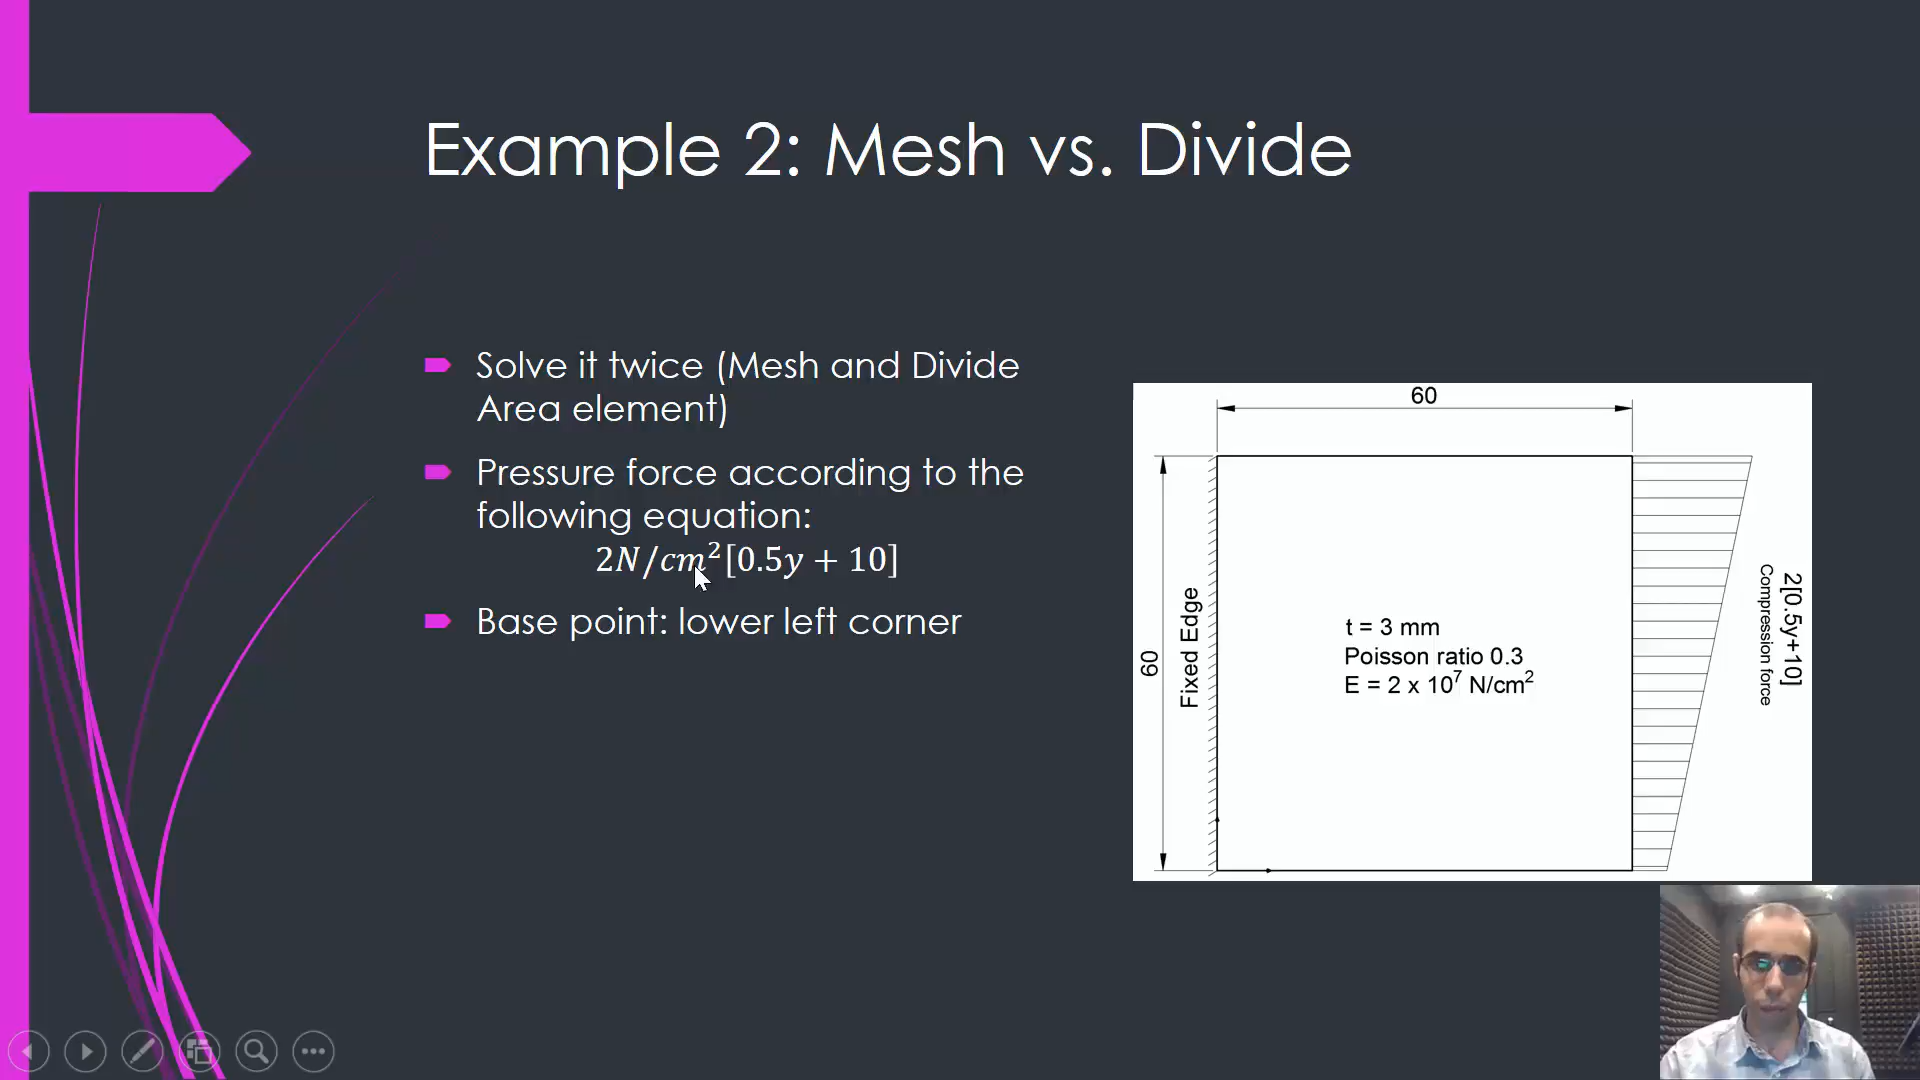 Example 2: Mesh vs. Divide
Solve it twice (Mesh and Divide
Area element)
Pressure force according to the
following equation:
2N/cm²[0.5y + 10]
Base point: lower left corner
60
60
Fixed Edge
t = 3 mm
Poisson ratio 0.3
E = 2 x 10⁷ N/cm²
2[0.5y+10]
Compression force